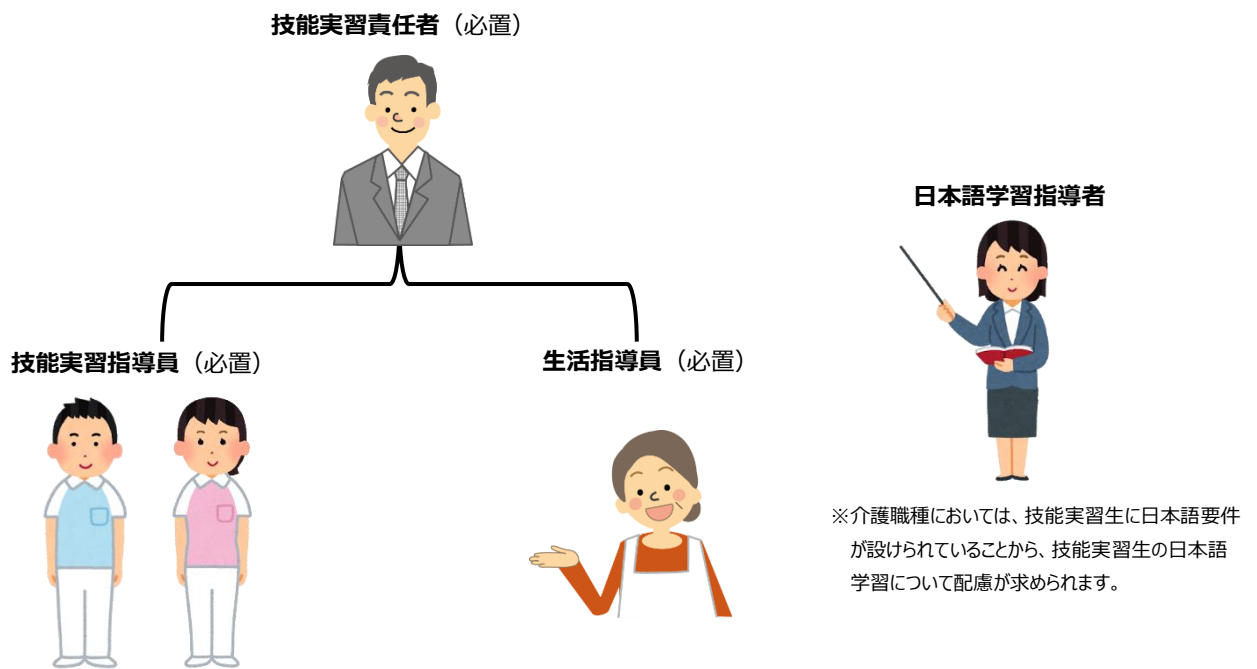 技能実習責任者（必置）
日本語学習指導者
技能実習指導員（必置）
生活指導員（必置）
※介護職種においては、技能実習生に日本語要件
が設けられていることから、技能実習生の日本語
学習について配慮が求められます。